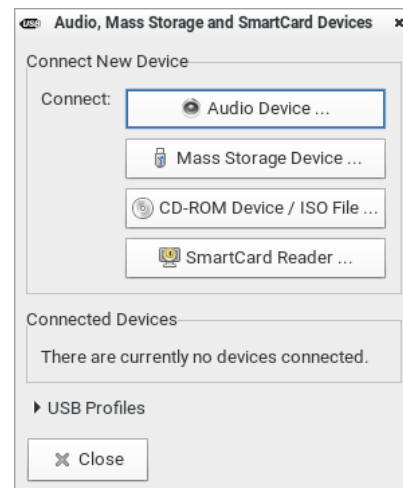 Audio, Mass Storage and SmartCard Devices
Connect New Device
Connect:
Audio Device ...
Mass Storage Device ...
CD-ROM Device / ISO File ...
SmartCard Reader ...
Connected Devices
There are currently no devices connected.
USB Profiles
Close